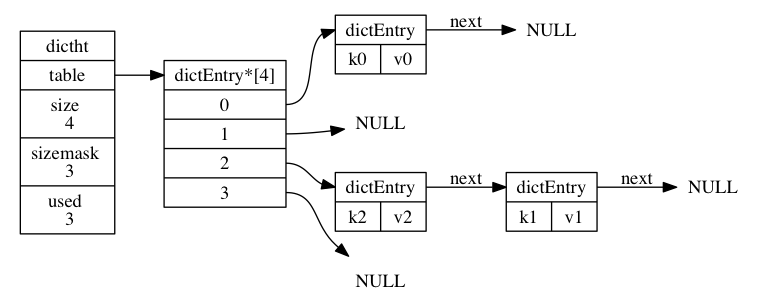 dictht
table
size
4
sizemask
3
used
3
dictEntry*[4]
0
1
2
3
dictEntry
k0 v0
next
NULL
NULL
dictEntry
k2 v2
next
dictEntry
k1 v1
next
NULL
NULL